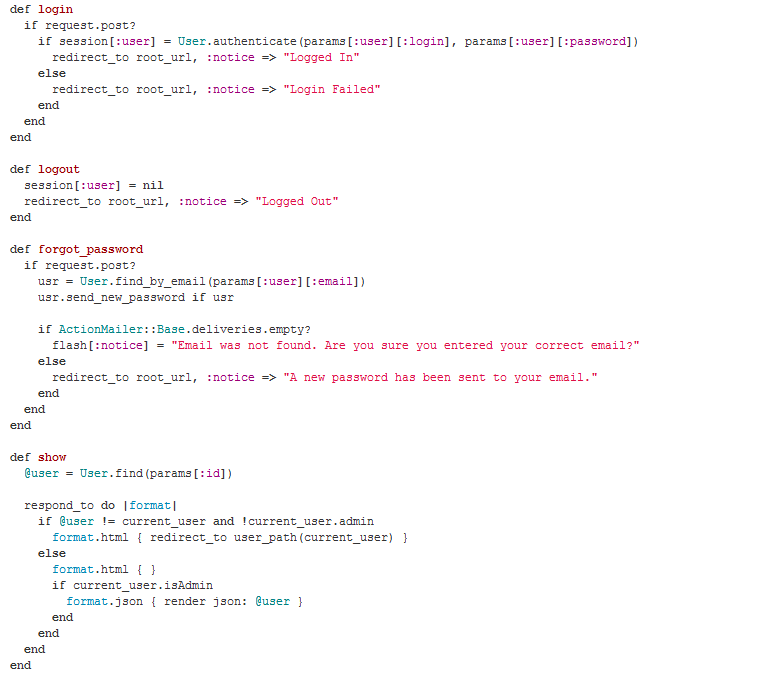 def login
  if request.post?
    if session[:user] = User.authenticate(params[:user][:login], params[:user][:password])
      redirect_to root_url, :notice => "Logged In"
    else
      redirect_to root_url, :notice => "Login Failed"
    end
  end
end

def logout
  session[:user] = nil
  redirect_to root_url, :notice => "Logged Out"
end

def forgot_password
  if request.post?
    usr = User.find_by_email(params[:user][:email])
    usr.send_new_password if usr

    if ActionMailer::Base.deliveries.empty?
      flash[:notice] = "Email was not found. Are you sure you entered your correct email?"
    else
      redirect_to root_url, :notice => "A new password has been sent to your email."
    end
  end
end

def show
  @user = User.find(params[:id])

  respond_to do |format|
    if @user != current_user and !current_user.admin
      format.html { redirect_to user_path(current_user) }
    else
      format.html { }
      if current_user.isAdmin
        format.json { render json: @user }
      end
    end
  end
end